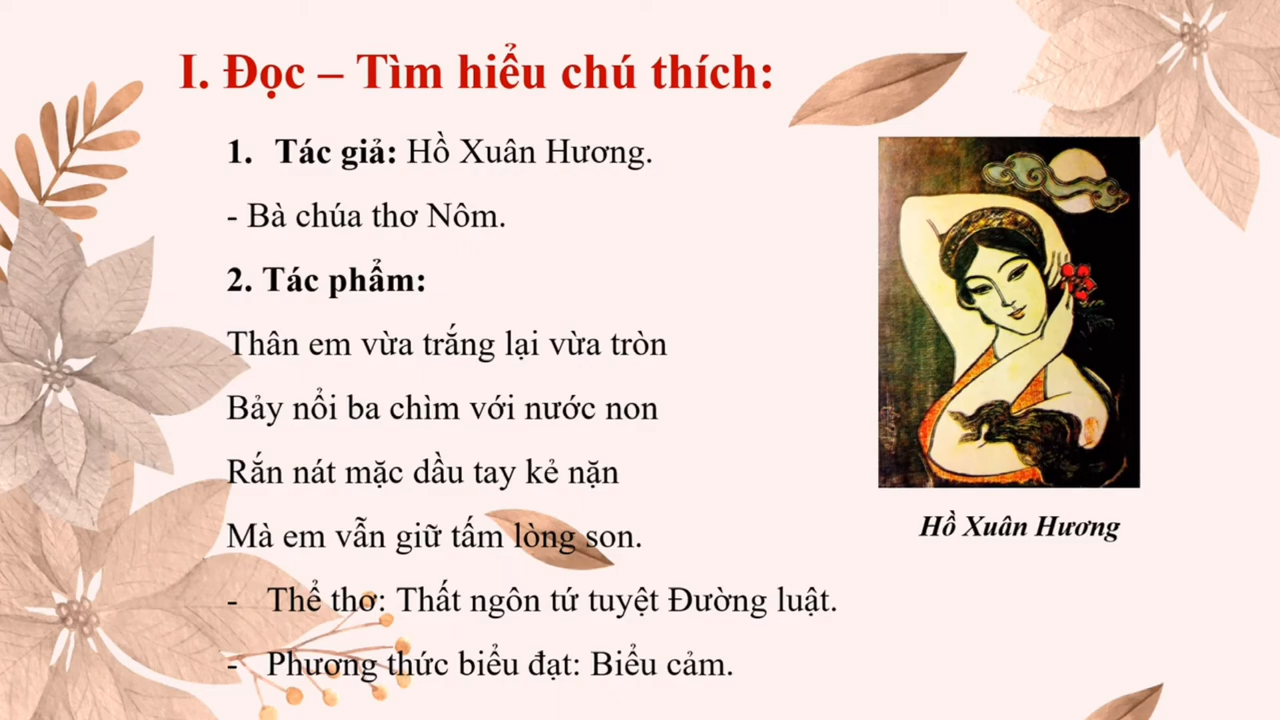 I. Đọc – Tìm hiểu chú thích:
1. Tác giả: Hồ Xuân Hương.
- Bà chúa thơ Nôm.
2. Tác phẩm:
Thân em vừa trắng lại vừa tròn
Bảy nổi ba chìm với nước non
Rắn nát mặc dầu tay kẻ nặn
Mà em vẫn giữ tấm lòng son.
- Thể thơ: Thất ngôn tứ tuyệt Đường luật.
- Phương thức biểu đạt: Biểu cảm.
Hồ Xuân Hương